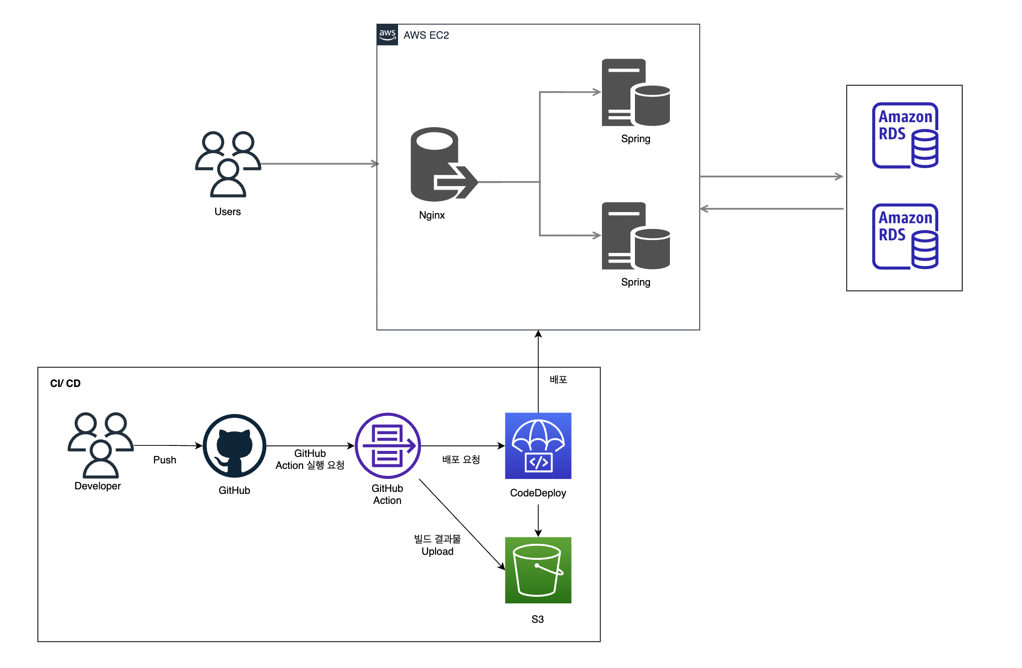 aws
AWS EC2
Spring
Amazon
RDS
Users
Nginx
Amazon
RDS
Spring
CI/ CD
배포
Developer
Push
GitHub
GitHub
Action 실행 요청
GitHub
Action
배포 요청
</>
CodeDeploy
빌드 결과물
Upload
S3